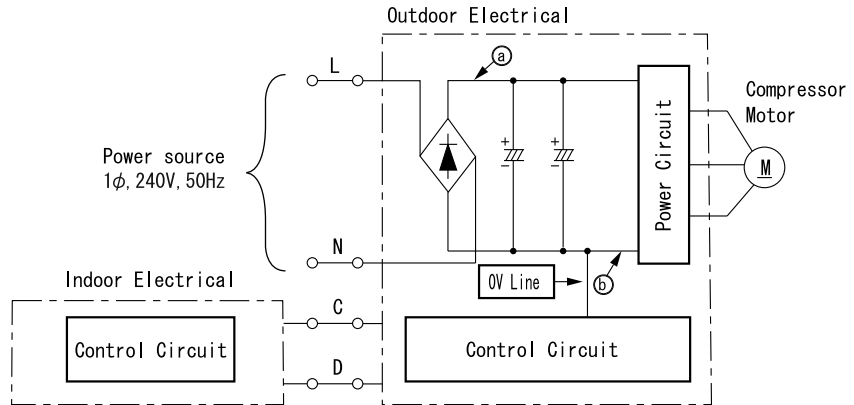 Outdoor Electrical
L
a
Power source
1φ, 240V, 50Hz
+
-
+
-
Power Circuit
Compressor
Motor
M
N
Indoor Electrical
0V Line
b
C
Control Circuit
Control Circuit
D